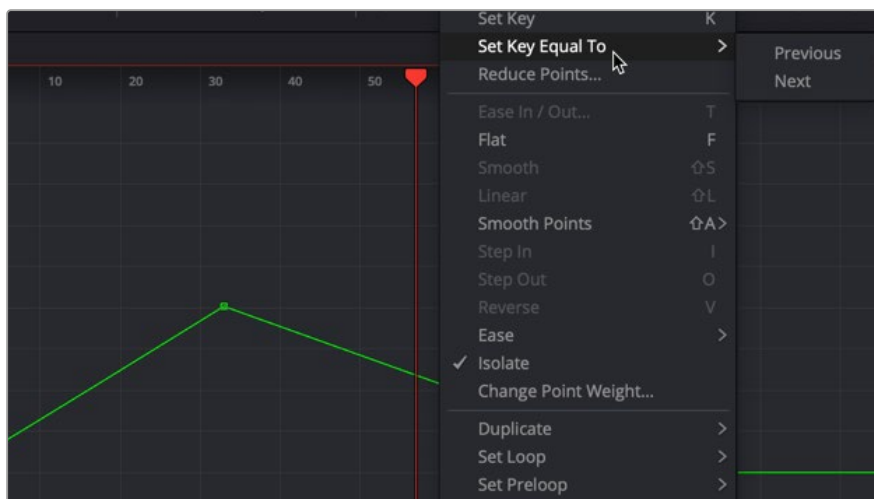 Set Key K
Set Key Equal To >
Reduce Points...
Previous
Next
10 20 30 40 50
Ease In / Out... T
Flat F
Smooth ⇧S
Linear ⇧L
Smooth Points ⇧A>
Step In I
Step Out O
Reverse V
Ease >
✓ Isolate
Change Point Weight...
Duplicate >
Set Loop >
Set Preloop >